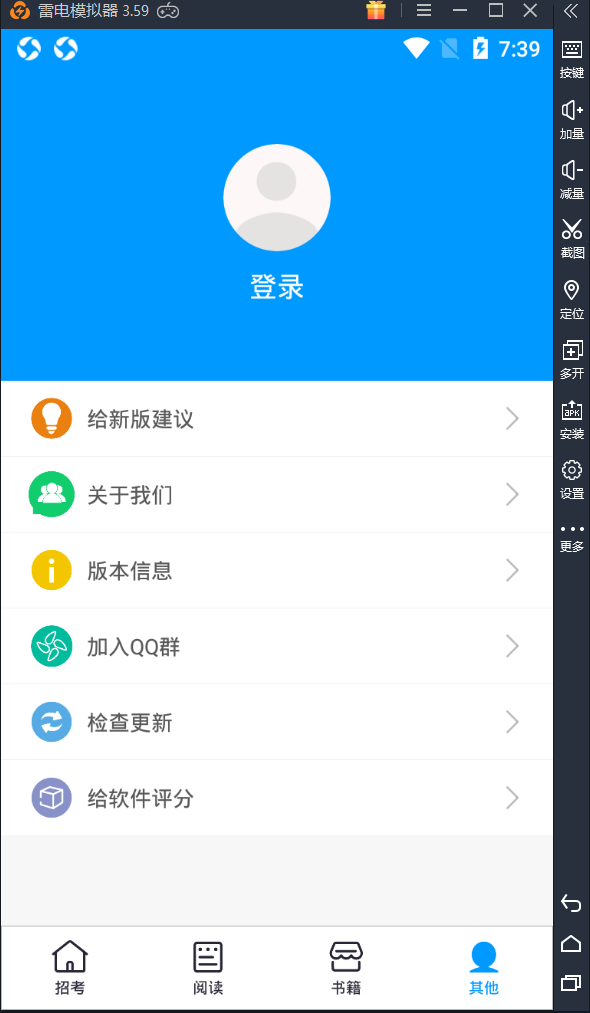 雷电模拟器 3.59
7:39
登录
给新版建议
关于我们
版本信息
加入QQ群
检查更新
给软件评分
招考
阅读
书籍
其他
按键
加量
减量
截图
定位
多开
APK
安装
设置
更多